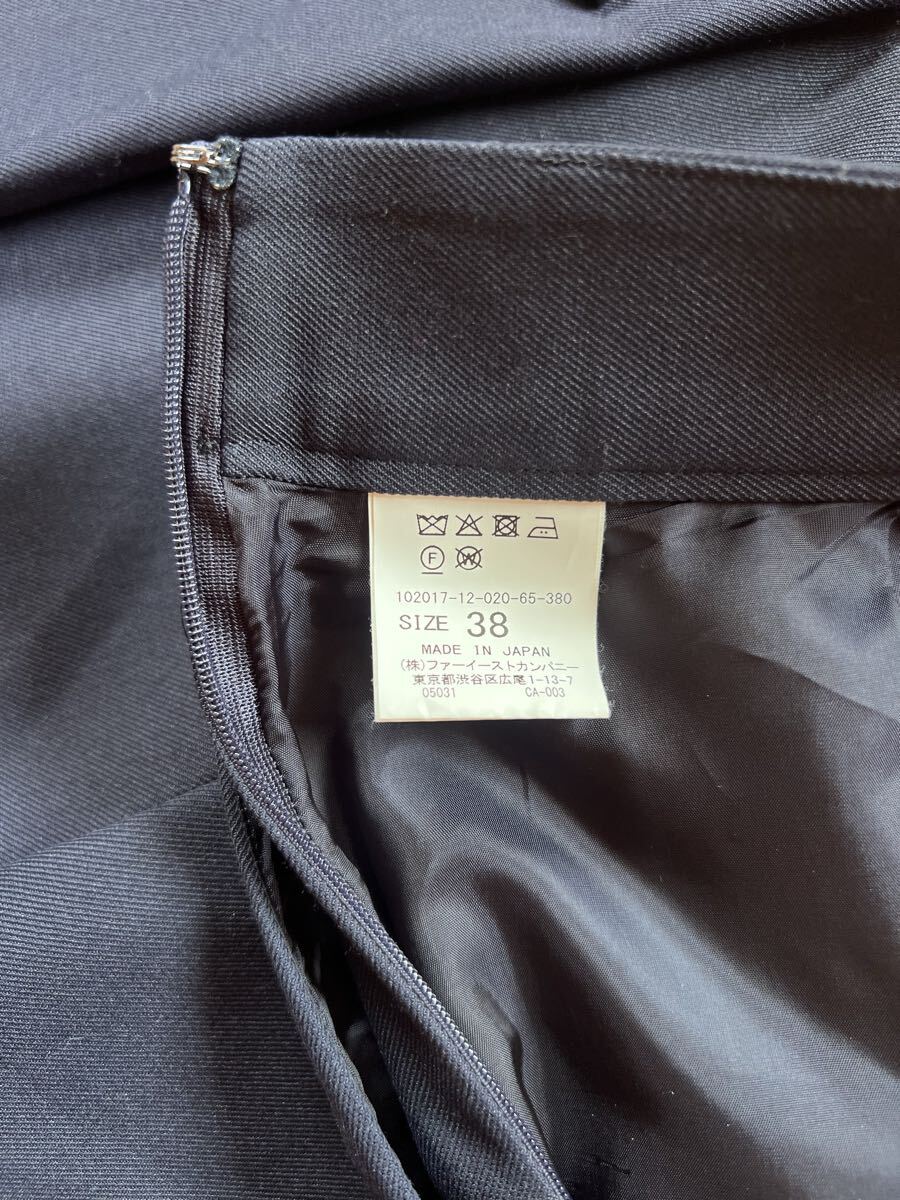 F W
102017-12-020-65-380
SIZE 38
MADE IN JAPAN
(株)ファーイーストカンパニー
東京都渋谷区広尾1-13-7
05031 CA-003